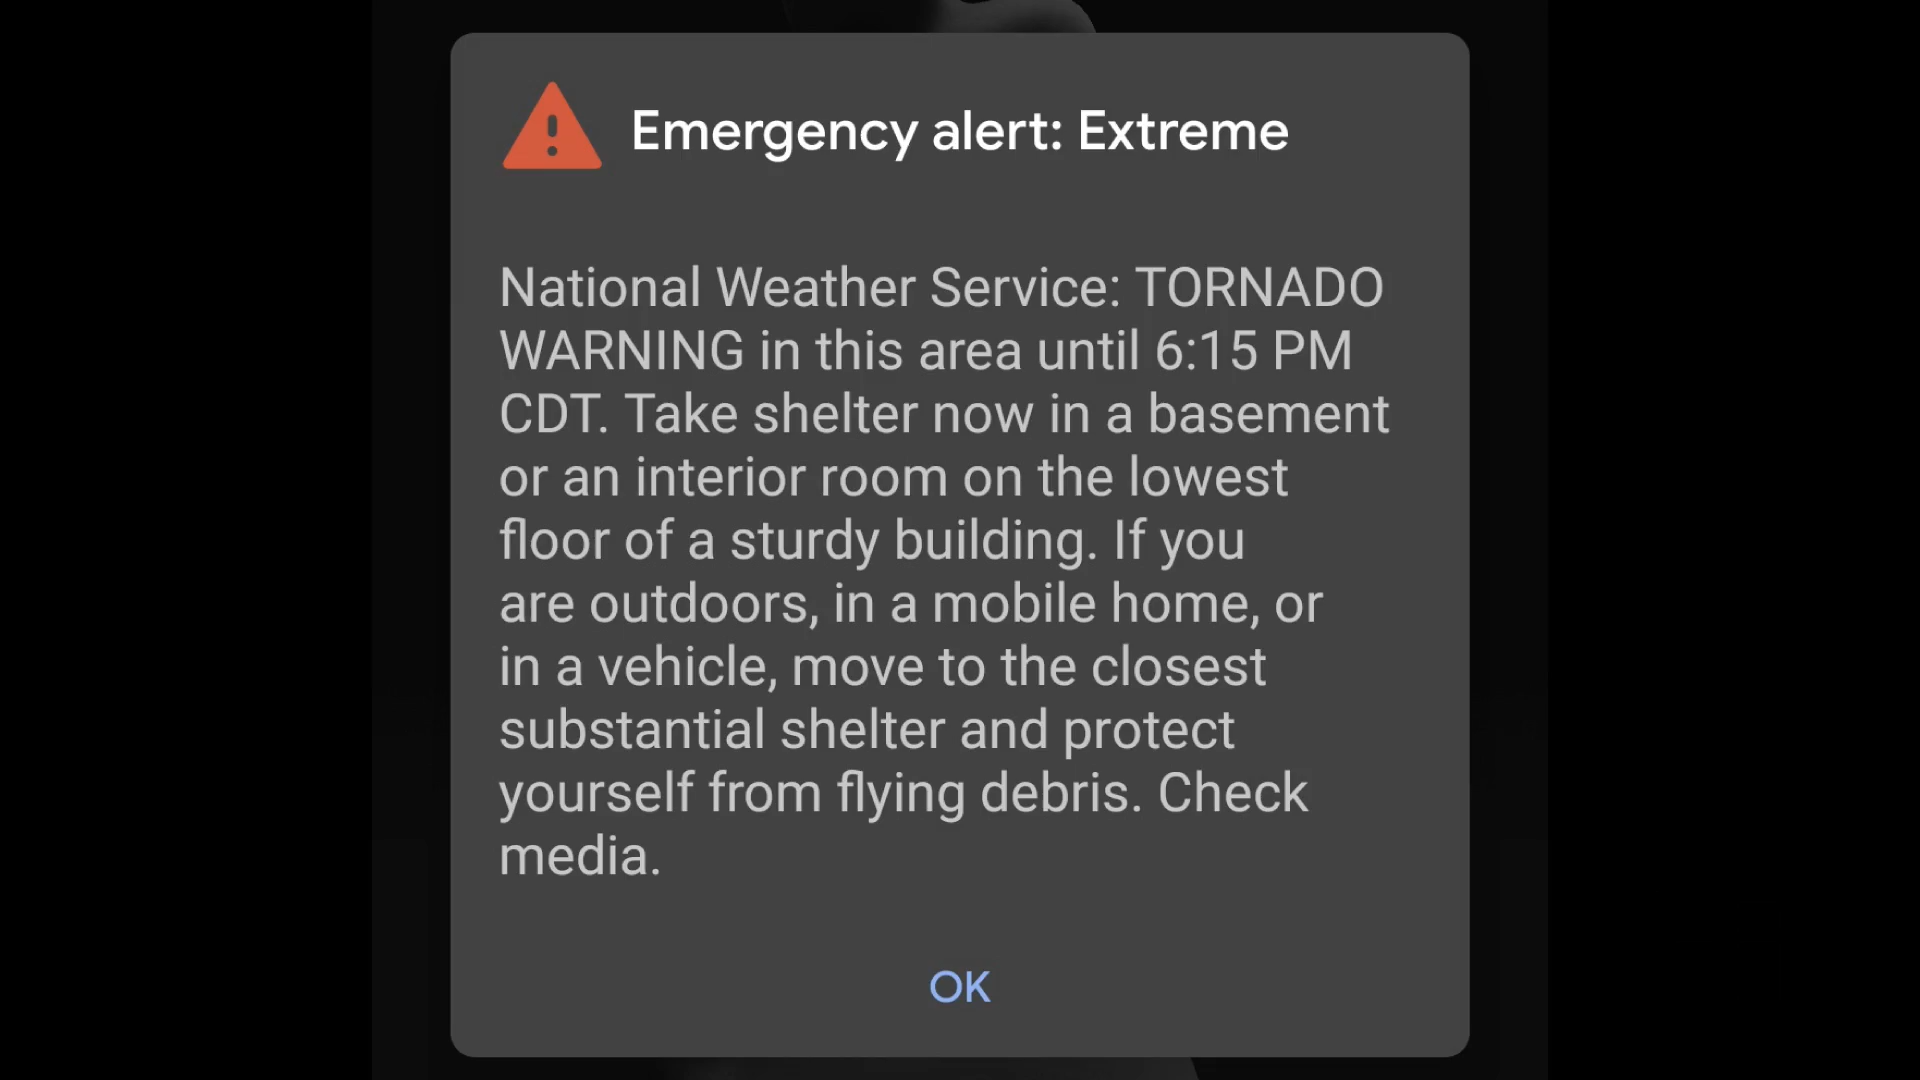 Emergency alert: Extreme
National Weather Service: TORNADO
WARNING in this area until 6:15 PM
CDT. Take shelter now in a basement
or an interior room on the lowest
floor of a sturdy building. If you
are outdoors, in a mobile home, or
in a vehicle, move to the closest
substantial shelter and protect
yourself from flying debris. Check
media.
OK